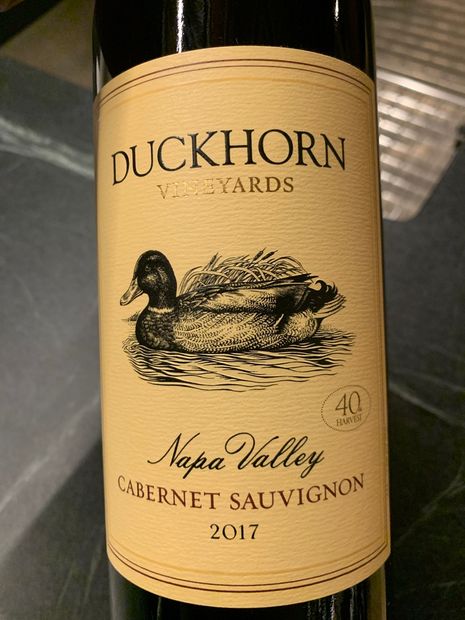 DUCKHORN
VINEYARDS
40th
HARVEST
Napa Valley
CABERNET SAUVIGNON
2017